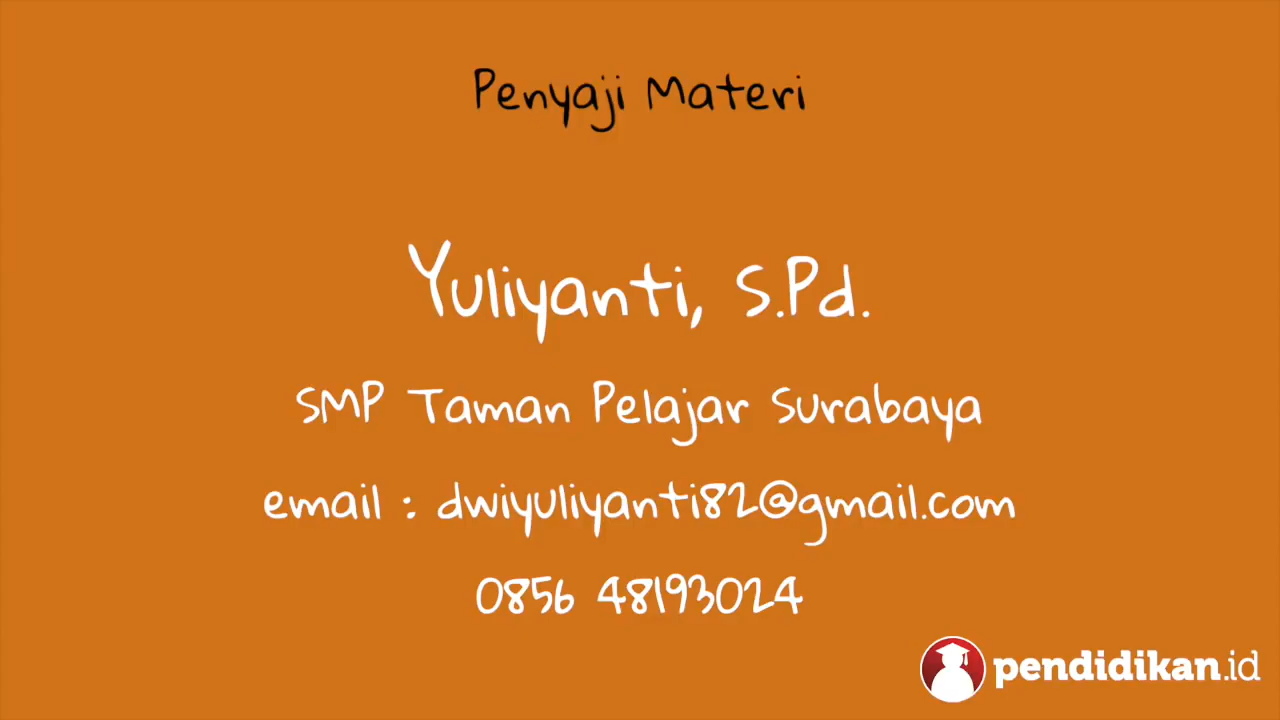 Penyaji Materi
Yuliyanti, S.Pd.
SMP Taman Pelajar Surabaya
email : dwiyuliyanti82@gmail.com
0856 48193024
pendidikan.id